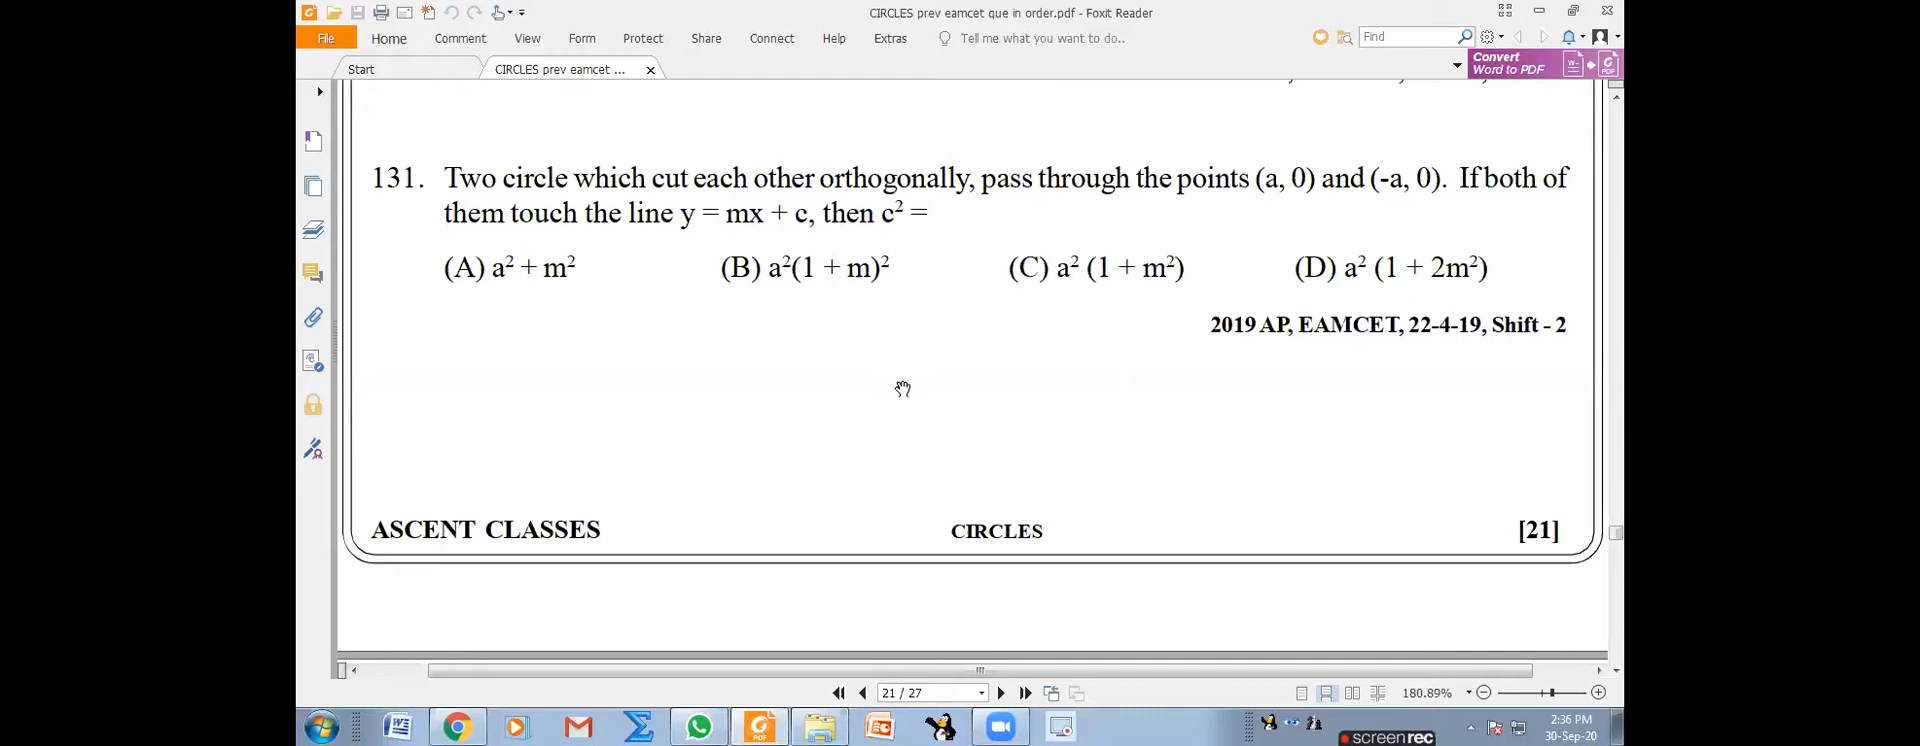 CIRCLES prev eamcet que in order.pdf - Foxit Reader
File Home Comment View Form Protect Share Connect Help Extras Tell me what you want to do.. Find
Start CIRCLES prev eamcet ... Convert
Word to PDF
131. Two circle which cut each other orthogonally, pass through the points (a, 0) and (-a, 0). If both of
them touch the line y = mx + c, then c² =
(A) a² + m² (B) a²(1 + m)² (C) a² (1 + m²) (D) a² (1 + 2m²)
2019 AP, EAMCET, 22-4-19, Shift - 2
ASCENT CLASSES CIRCLES [21]
21 / 27 180.89%
2:36 PM
30-Sep-20
screenrec